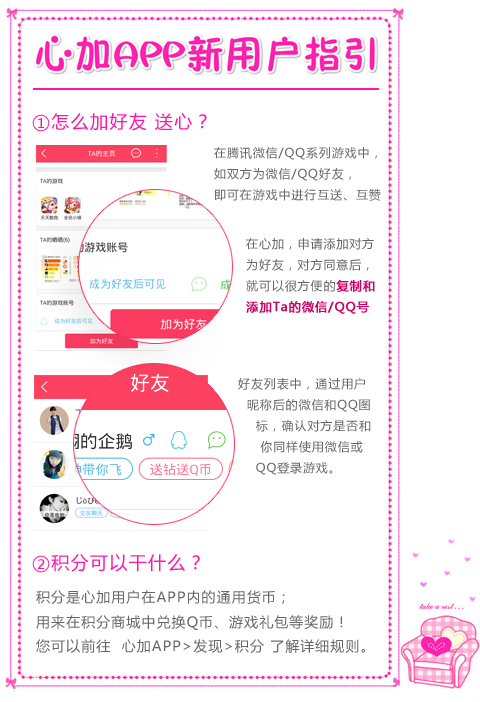 心加APP新用户指引
①怎么加好友 送心？
TA的主页
TA的游戏
天天酷跑
全民小镇
TA的晒晒(6)
TA的游戏账号
成为好友后可见
加为好友
的游戏账号
成为好友后可见
成
加为好友
在腾讯微信/QQ系列游戏中，
如双方为微信/QQ好友，
即可在游戏中进行互送、互赞
在心加，申请添加对方
为好友，对方同意后，
就可以很方便的复制和
添加Ta的微信/QQ号
好友
的企鹅
带你飞
送钻送Q币
交友聊天
好友列表中，通过用户
昵称后的微信和QQ图
标，确认对方是否和
你同样使用微信或
QQ登录游戏。
②积分可以干什么？
积分是心加用户在APP内的通用货币；
用来在积分商城中兑换Q币、游戏礼包等奖励！
您可以前往 心加APP>发现>积分 了解详细规则。
take a rest...